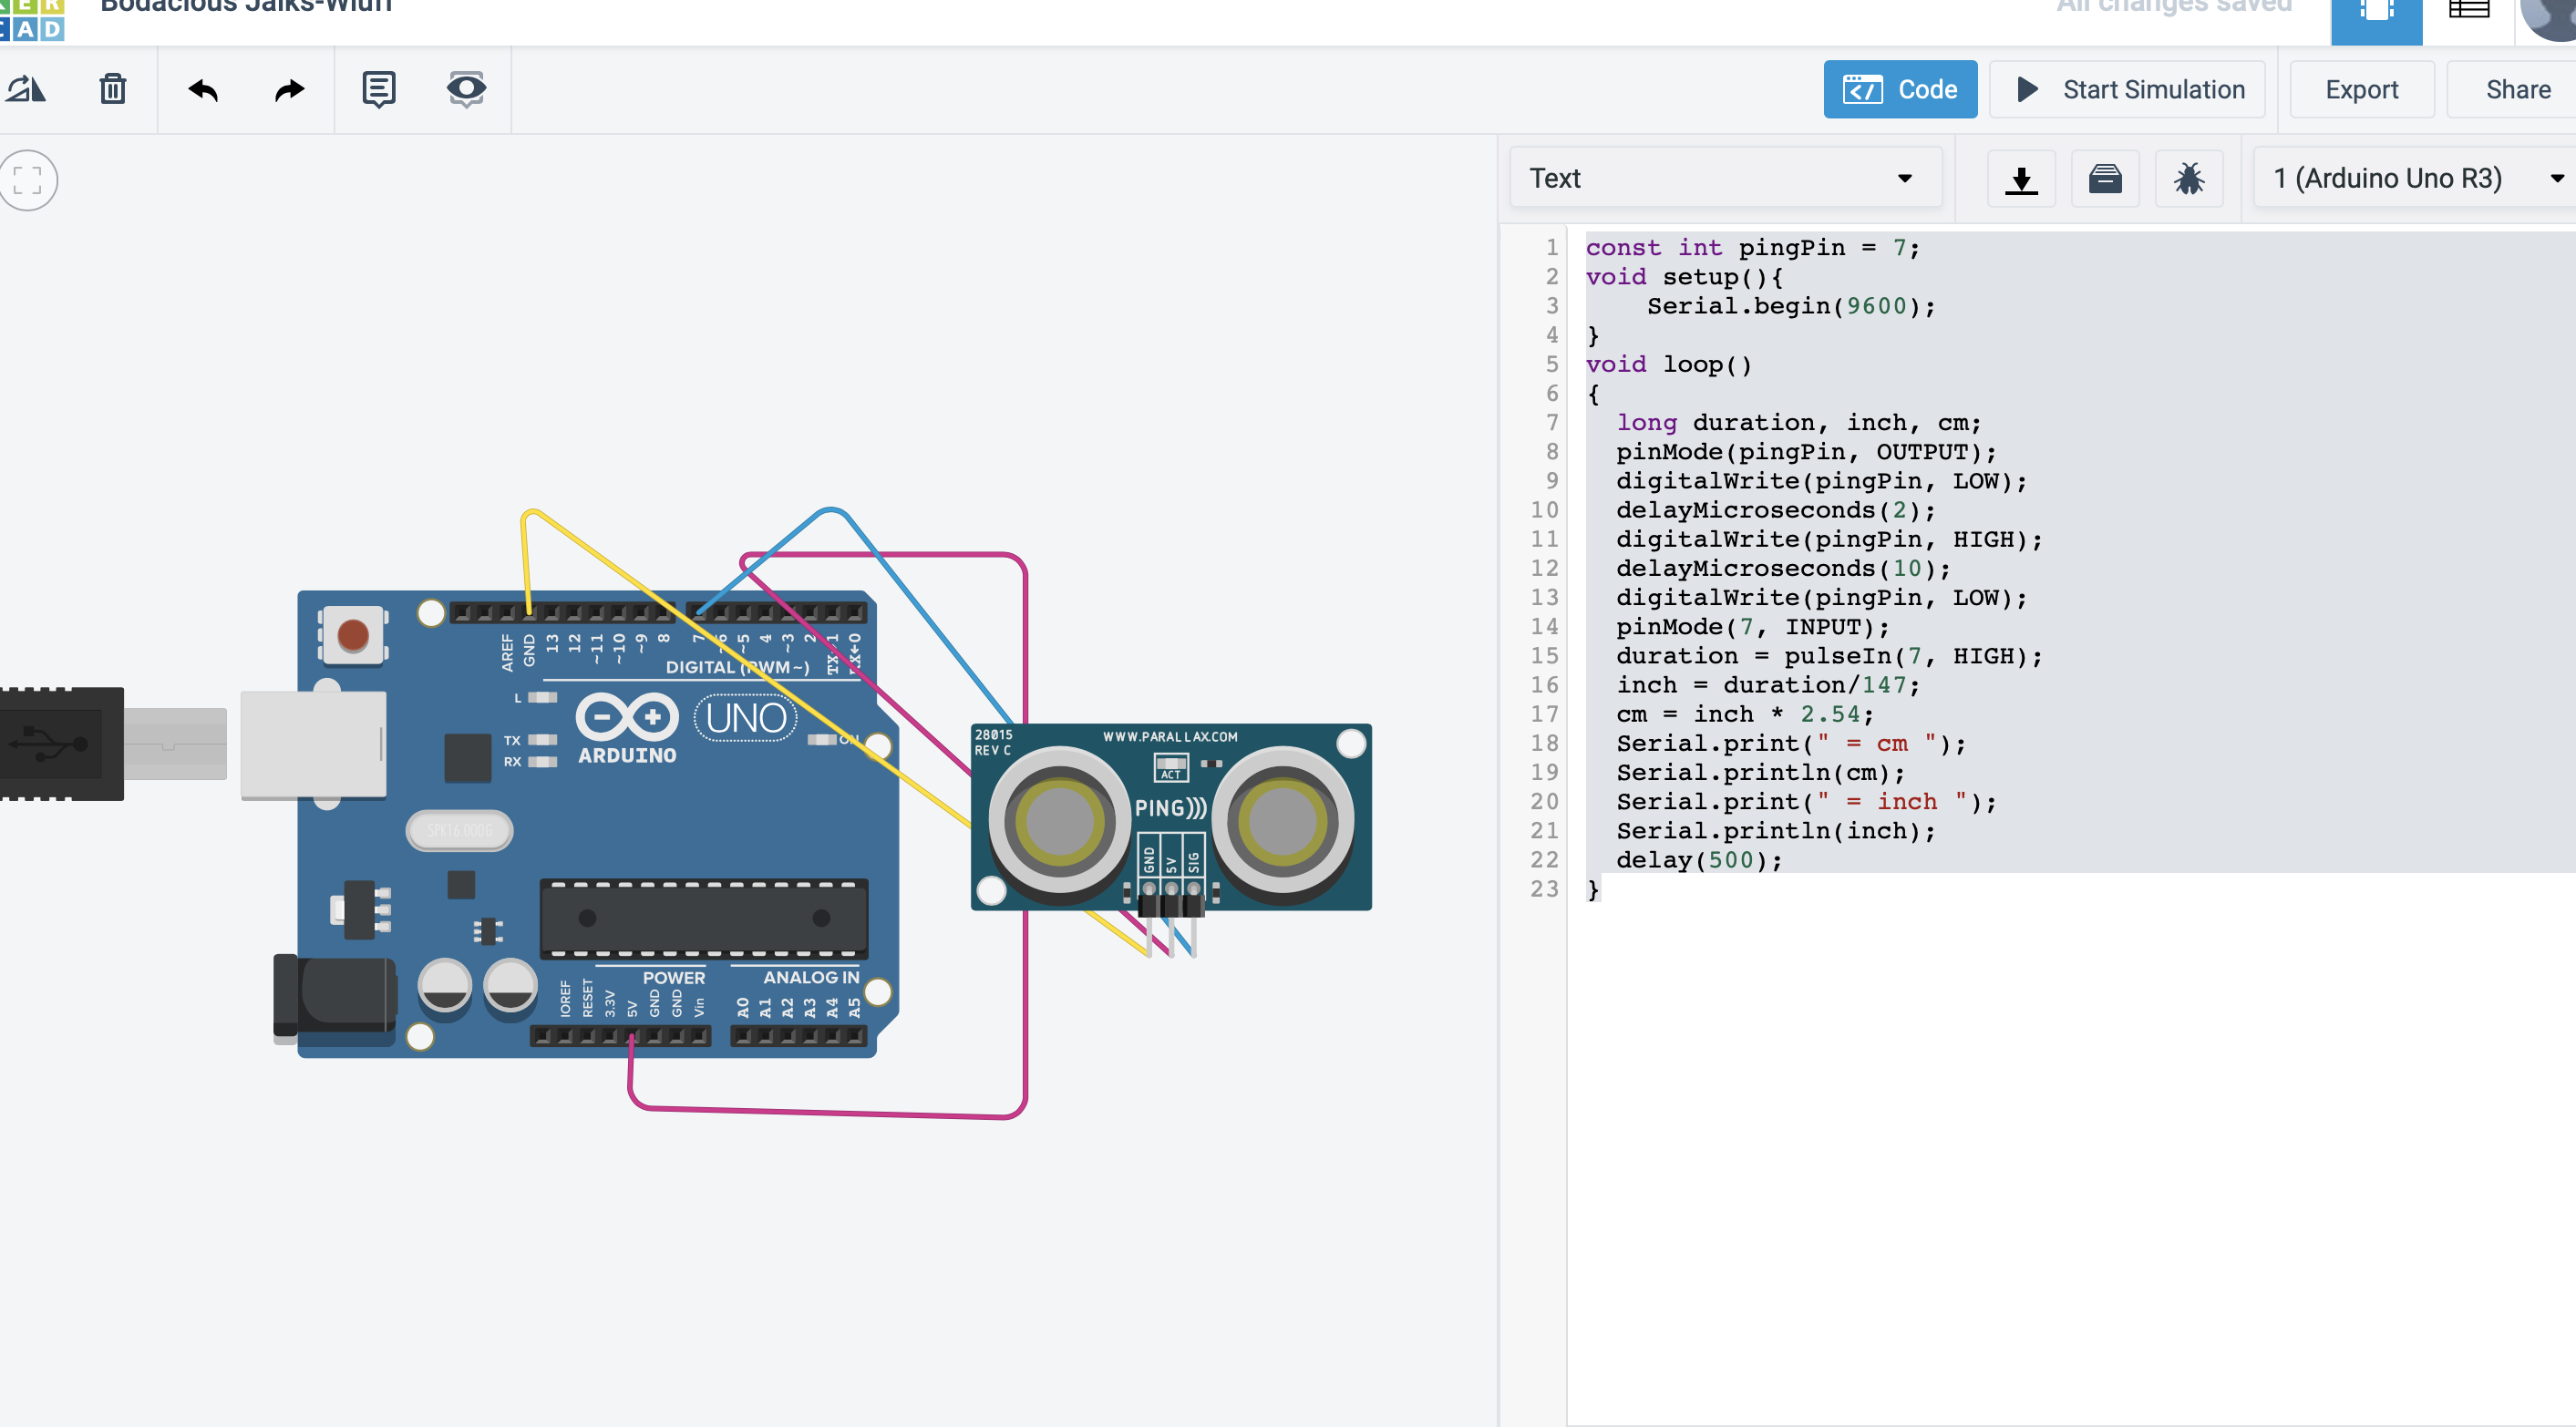 CAD
All changes saved
Code
Start Simulation
Export
Share
Text
1 (Arduino Uno R3)
1 const int pingPin = 7;
2 void setup(){
3 Serial.begin(9600);
4 }
5 void loop()
6 {
7 long duration, inch, cm;
8 pinMode(pingPin, OUTPUT);
9 digitalWrite(pingPin, LOW);
10 delayMicroseconds(2);
11 digitalWrite(pingPin, HIGH);
12 delayMicroseconds(10);
13 digitalWrite(pingPin, LOW);
14 pinMode(7, INPUT);
15 duration = pulseIn(7, HIGH);
16 inch = duration/147;
17 cm = inch * 2.54;
18 Serial.print(" = cm ");
19 Serial.println(cm);
20 Serial.print(" = inch ");
21 Serial.println(inch);
22 delay(500);
23 }
AREF GND 13 12 ~11 ~10 ~9 8 7 ~6 ~5 4 ~3 2 TX→1 RX←0
DIGITAL (PWM~)
L
UNO
TX
RX
ARDUINO
ON
SPK16.000G
28015
REV C
WWW.PARALLAX.COM
ACT
PING)))
GND 5V SIG
POWER
ANALOG IN
IOREF RESET 3.3V 5V GND GND Vin A0 A1 A2 A3 A4 A5